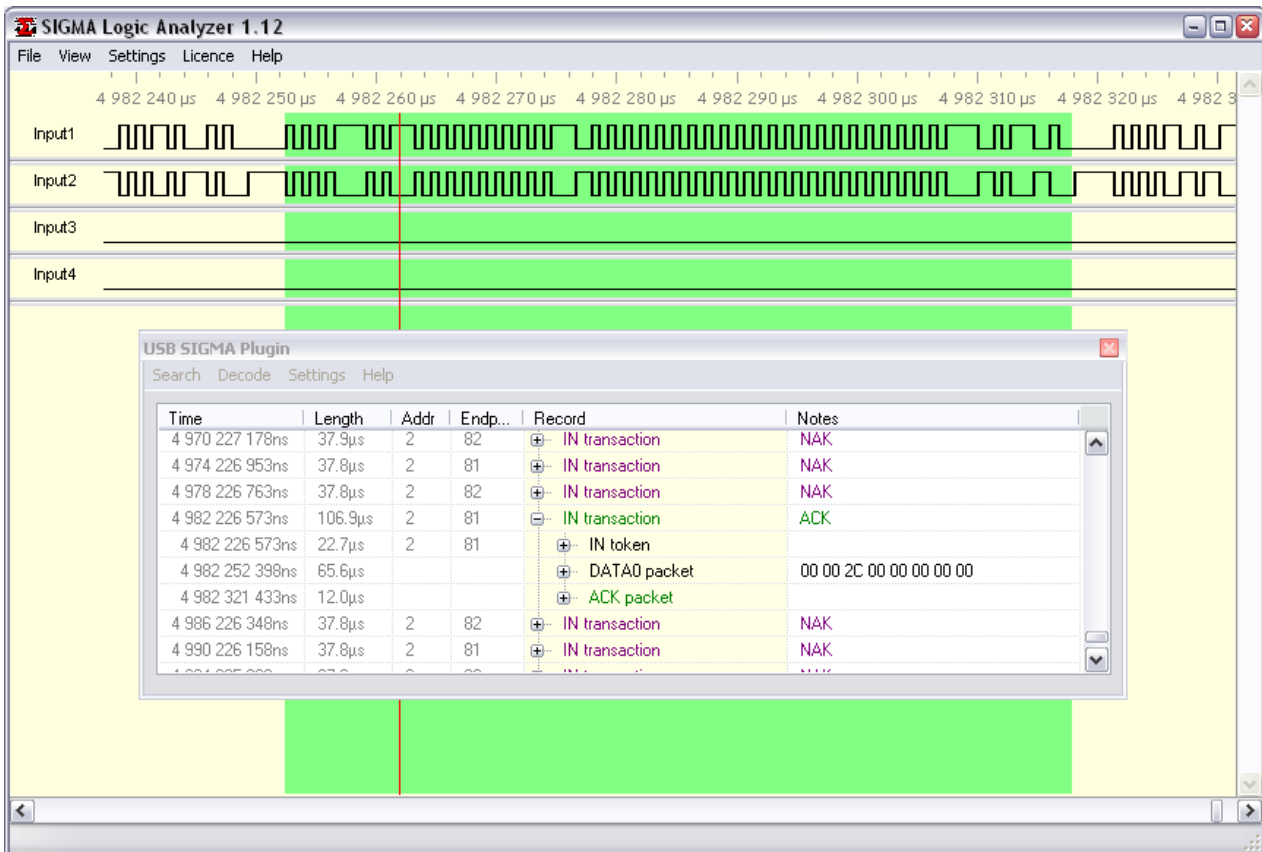 SIGMA Logic Analyzer 1.12
File View Settings Licence Help
4 982 240 µs 4 982 250 µs 4 982 260 µs 4 982 270 µs 4 982 280 µs 4 982 290 µs 4 982 300 µs 4 982 310 µs 4 982 320 µs 4 982 3
Input1
Input2
Input3
Input4
USB SIGMA Plugin
Search Decode Settings Help
Time Length Addr Endp... Record Notes
4 970 227 178ns 37.9µs 2 82 IN transaction NAK
4 974 226 953ns 37.8µs 2 81 IN transaction NAK
4 978 226 763ns 37.8µs 2 82 IN transaction NAK
4 982 226 573ns 106.9µs 2 81 IN transaction ACK
4 982 226 573ns 22.7µs 2 81 IN token
4 982 252 398ns 65.6µs DATA0 packet 00 00 2C 00 00 00 00 00
4 982 321 433ns 12.0µs ACK packet
4 986 226 348ns 37.8µs 2 82 IN transaction NAK
4 990 226 158ns 37.8µs 2 81 IN transaction NAK